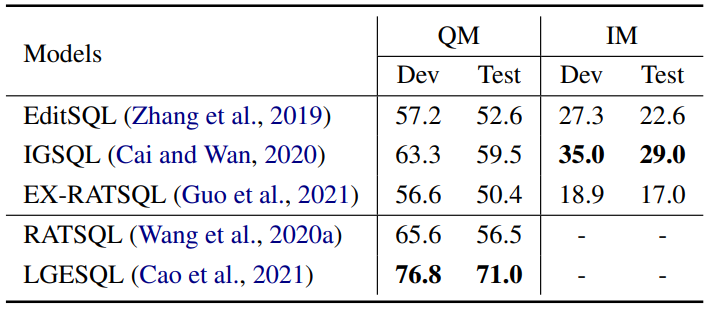 Models QM IM
Dev Test Dev Test
EditSQL (Zhang et al., 2019) 57.2 52.6 27.3 22.6
IGSQL (Cai and Wan, 2020) 63.3 59.5 35.0 29.0
EX-RATSQL (Guo et al., 2021) 56.6 50.4 18.9 17.0
RATSQL (Wang et al., 2020a) 65.6 56.5 - -
LGESQL (Cao et al., 2021) 76.8 71.0 - -